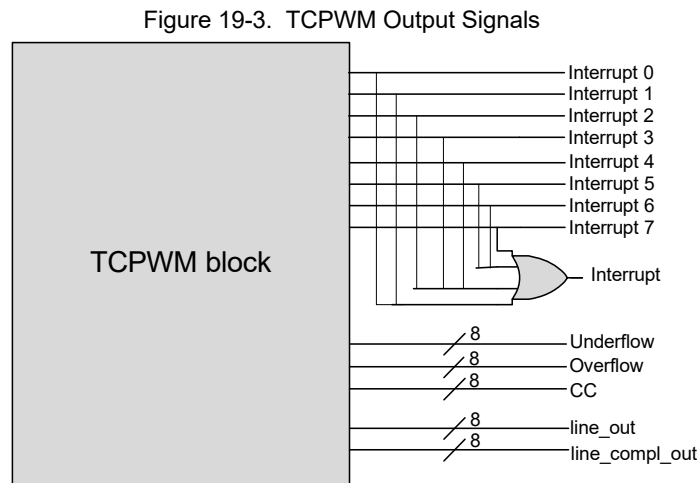 Figure 19-3. TCPWM Output Signals
Interrupt 0
Interrupt 1
Interrupt 2
Interrupt 3
Interrupt 4
Interrupt 5
Interrupt 6
Interrupt 7
TCPWM block
Interrupt
8
Underflow
8
Overflow
8
CC
8
line_out
8
line_compl_out